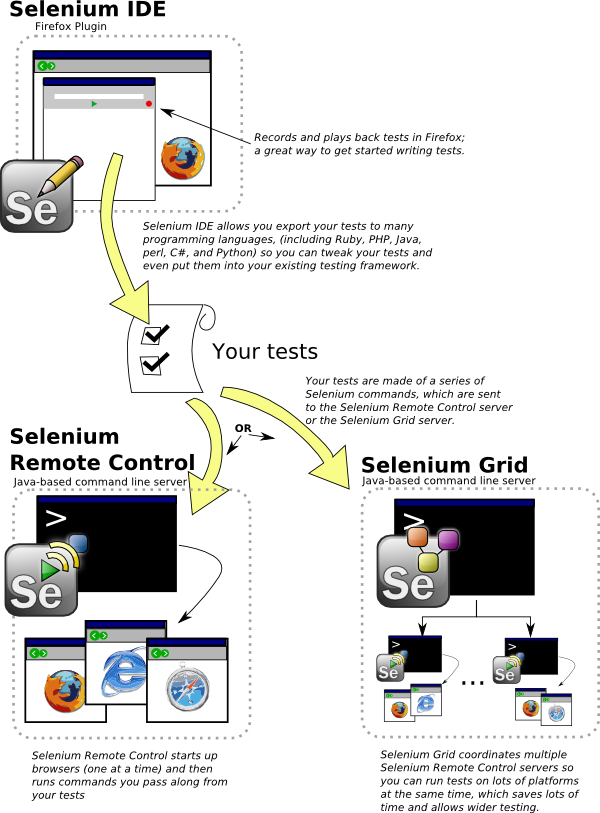 Selenium IDE
Firefox Plugin
Records and plays back tests in Firefox;
a great way to get started writing tests.
Se
Selenium IDE allows you export your tests to many
programming languages, (including Ruby, PHP, Java,
perl, C#, and Python) so you can tweak your tests and
even put them into your existing testing framework.
Your tests
Your tests are made of a series of
Selenium commands, which are sent
to the Selenium Remote Control server
or the Selenium Grid server.
OR
Selenium
Remote Control
Java-based command line server
>
Se
Selenium Remote Control starts up
browsers (one at a time) and then
runs commands you pass along from
your tests
Selenium Grid
Java-based command line server
>
Se
>
Se
...
>
Se
Selenium Grid coordinates multiple
Selenium Remote Control servers so
you can run tests on lots of platforms
at the same time, which saves lots of
time and allows wider testing.